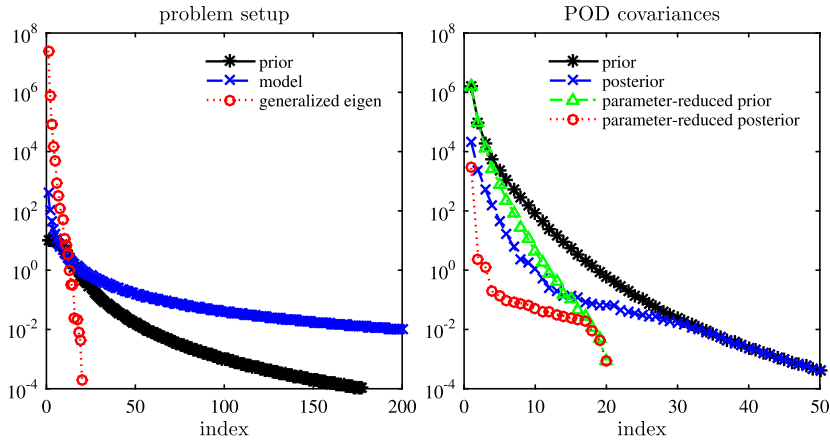 problem setup
10^8
10^6
10^4
10^2
10^0
10^-2
10^-4
prior
model
generalized eigen
0 50 100 150 200
index
POD covariances
10^8
10^6
10^4
10^2
10^0
10^-2
10^-4
prior
posterior
parameter-reduced prior
parameter-reduced posterior
0 10 20 30 40 50
index